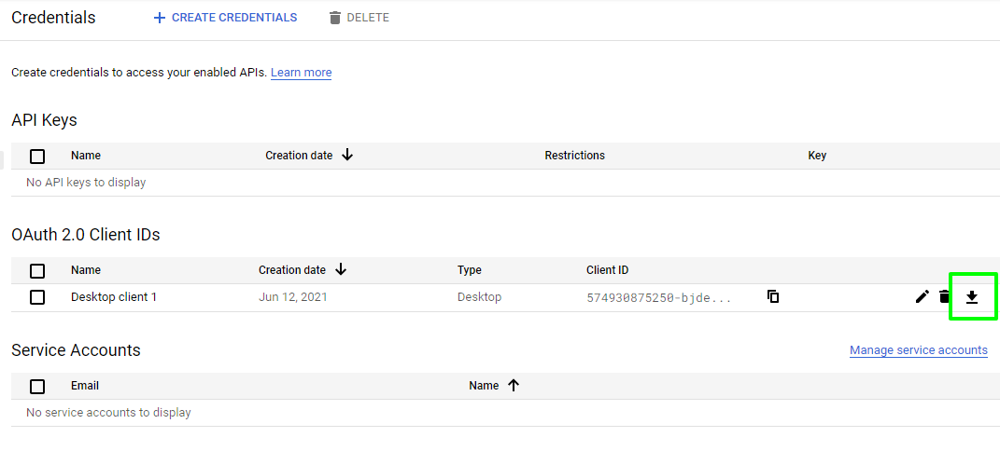 Credentials CREATE CREDENTIALS DELETE
Create credentials to access your enabled APIs. Learn more
API Keys
Name Creation date Restrictions Key
No API keys to display
OAuth 2.0 Client IDs
Name Creation date Type Client ID
Desktop client 1 Jun 12, 2021 Desktop 574930875250-bjde...
Service Accounts Manage service accounts
Email Name
No service accounts to display